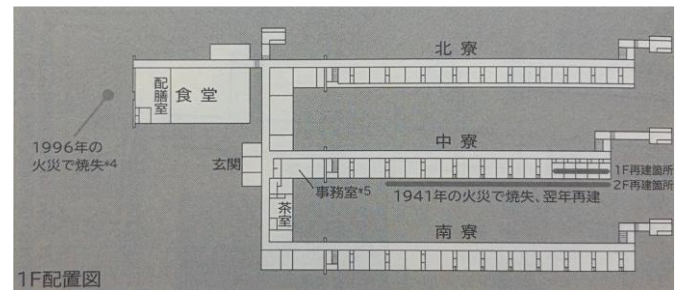 北寮
配膳室
食堂
1996年の
火災で焼失*4
中寮
玄関
1F再建箇所
2F再建箇所
事務室*5
1941年の火災で焼失、翌年再建
茶室
南寮
1F配置図